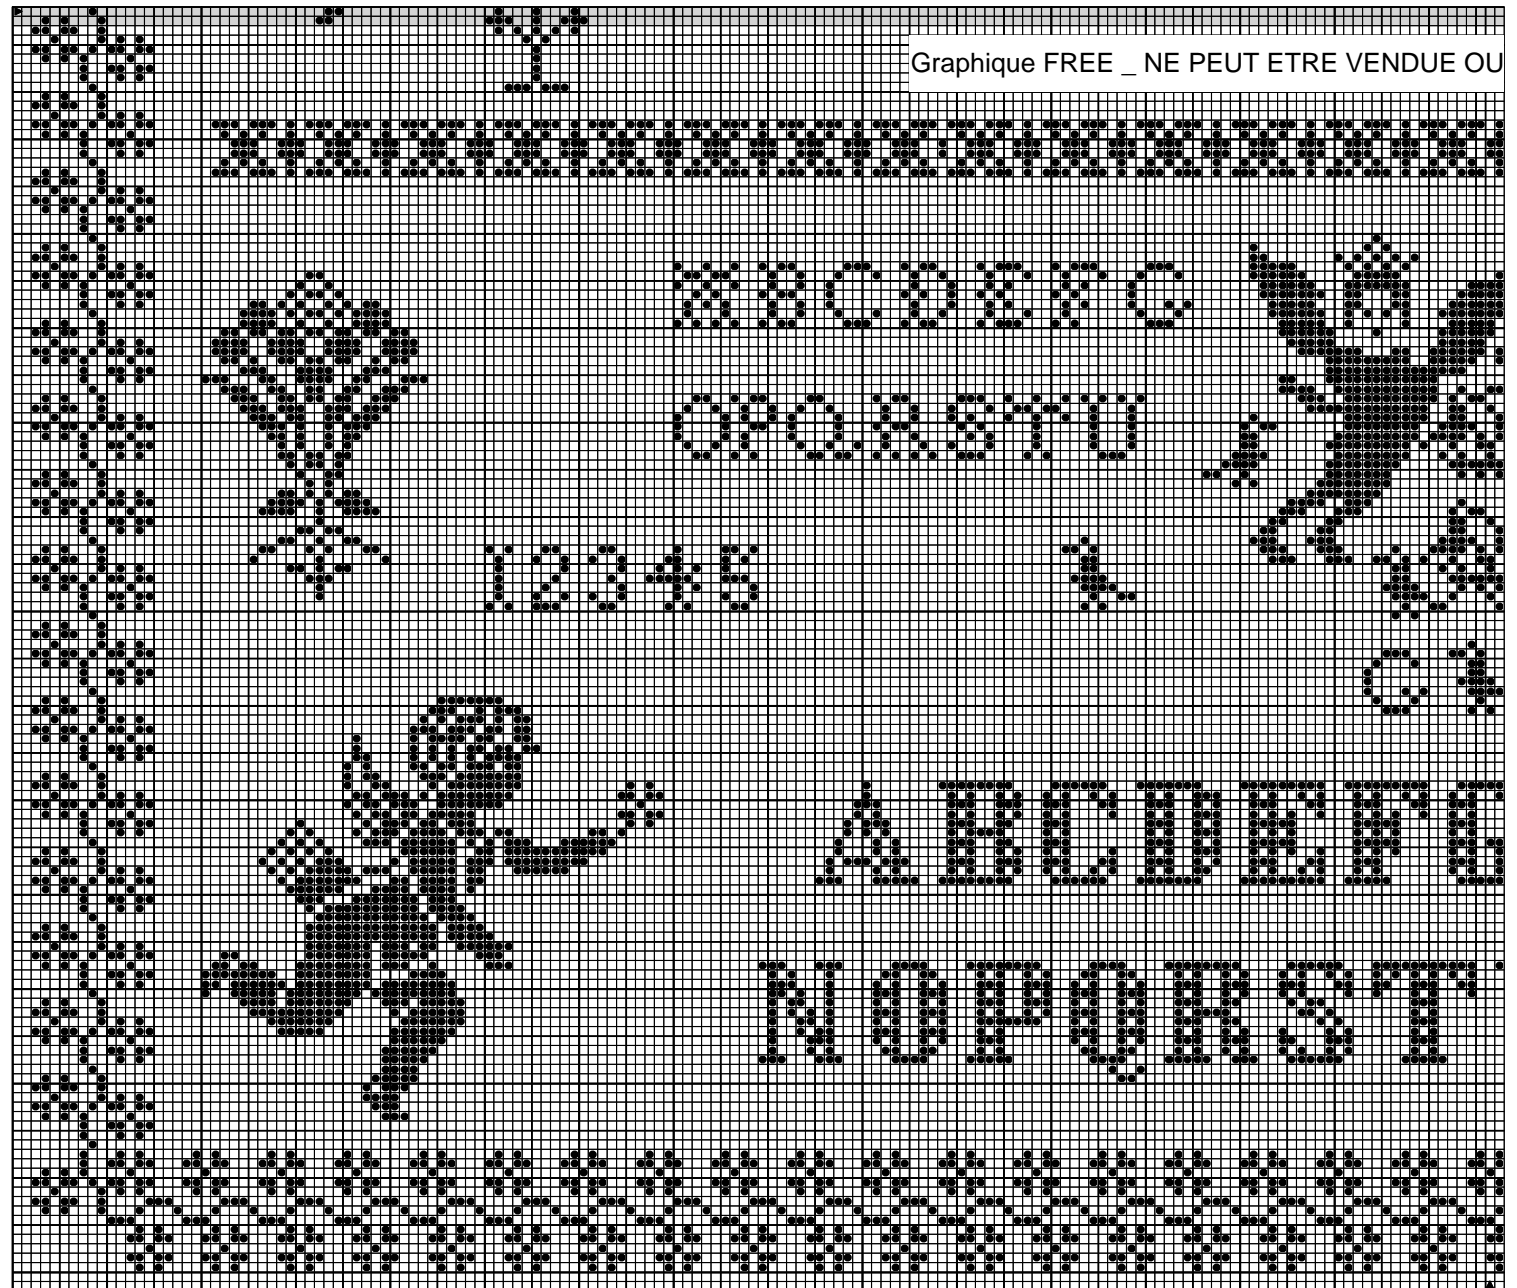 Graphique FREE _ NE PEUT ETRE VENDUE OU
ABCDEFG
OPQRSTU
12345
ABCDEFG
NOPQRST